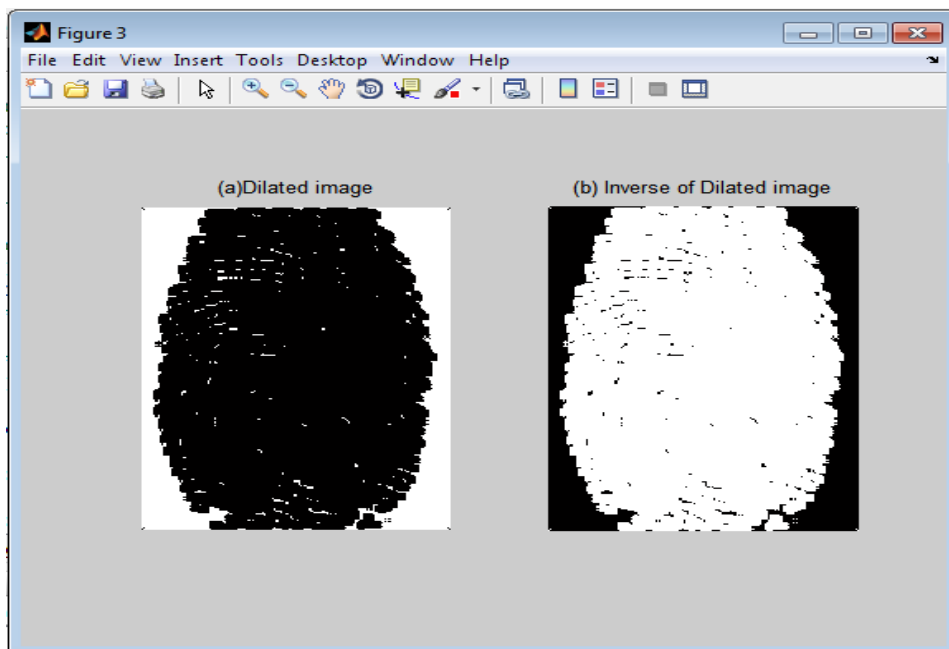 Figure 3
File Edit View Insert Tools Desktop Window Help
(a)Dilated image
(b) Inverse of Dilated image